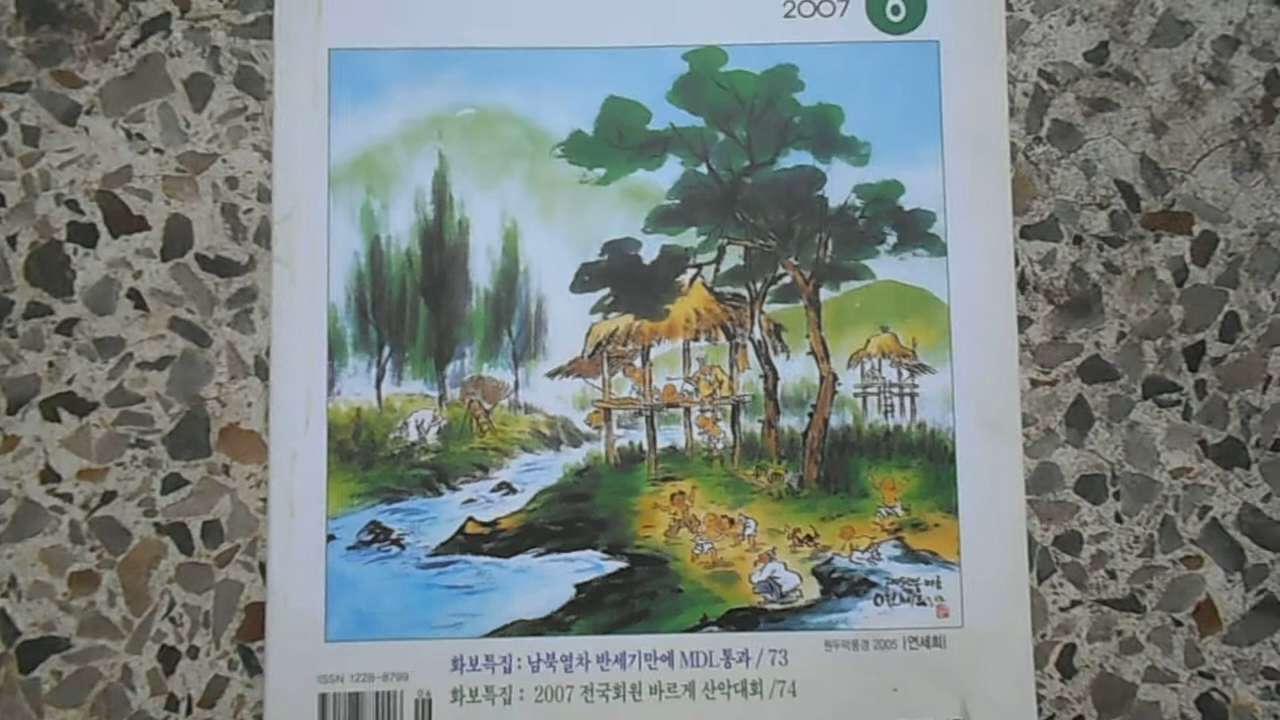 2007 6
원두막풍경 2005 |연세희|
화보특집 : 남북열차 반세기만에 MDL통과 / 73
ISSN 1228-8799
화보특집 : 2007 전국회원 바르게 산악대회 /74
06